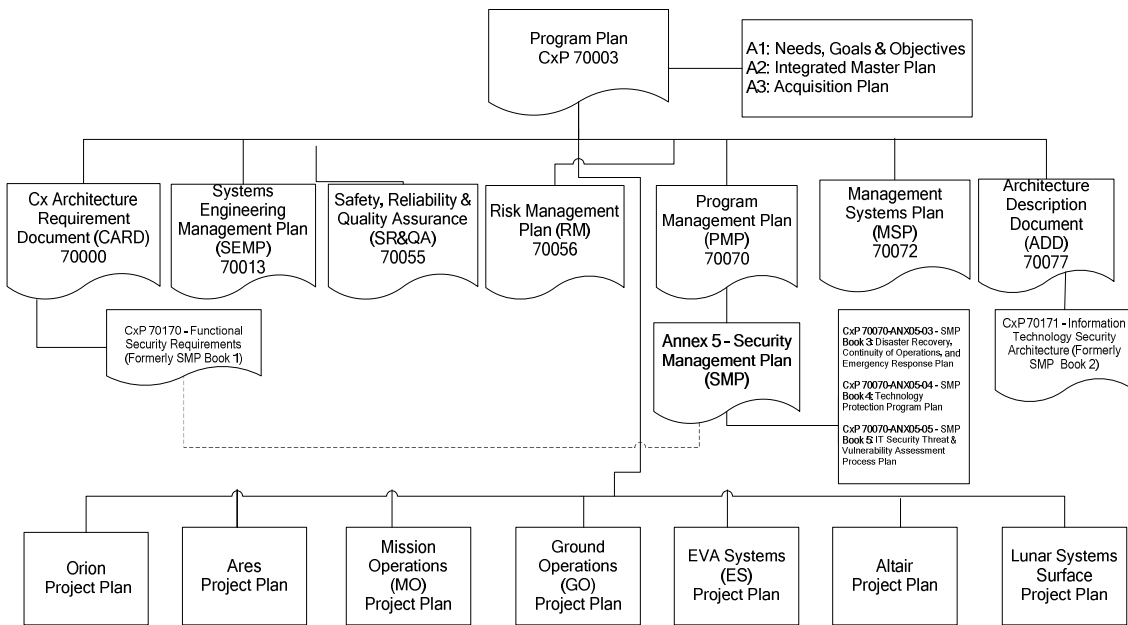 Program Plan
CxP 70003
A1: Needs, Goals & Objectives
A2: Integrated Master Plan
A3: Acquisition Plan
Cx Architecture
Requirement
Document (CARD)
70000
Systems
Engineering
Management Plan
(SEMP)
70013
Safety, Reliability &
Quality Assurance
(SR&QA)
70055
Risk Management
Plan (RM)
70056
Program
Management Plan
(PMP)
70070
Management
Systems Plan
(MSP)
70072
Architecture
Description
Document
(ADD)
70077
CxP 70170 - Functional
Security Requirements
(Formerly SMP Book 1)
Annex 5 - Security
Management Plan
(SMP)
CxP 70070-ANX05-03 - SMP
Book 3: Disaster Recovery,
Continuity of Operations, and
Emergency Response Plan
CxP 70070-ANX05-04 - SMP
Book 4: Technology
Protection Program Plan
CxP 70070-ANX05-05 - SMP
Book 5: IT Security Threat &
Vulnerability Assessment
Process Plan
CxP 70171 - Information
Technology Security
Architecture (Formerly
SMP Book 2)
Orion
Project Plan
Ares
Project Plan
Mission
Operations
(MO)
Project Plan
Ground
Operations
(GO)
Project Plan
EVA Systems
(ES)
Project Plan
Altair
Project Plan
Lunar Systems
Surface
Project Plan